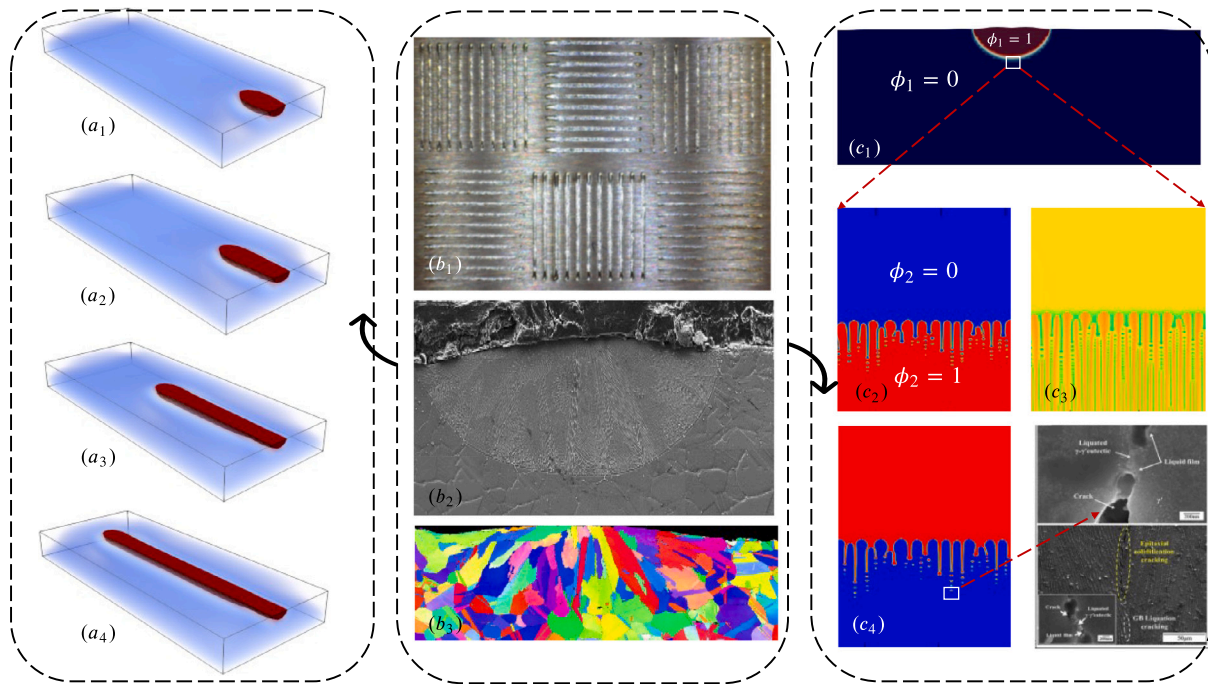 (a₁)
(a₂)
(a₃)
(a₄)
(b₁)
(b₂)
(b₃)
ϕ₁ = 1
ϕ₁ = 0
(c₁)
ϕ₂ = 0
ϕ₂ = 1
(c₂)
(c₃)
(c₄)
Liquated
γ-γ'eutectic
Liquid film
Crack
γ'
Epitaxial
solidification
cracking
Crack
Liquated
γ-γ'eutectic
Liquid film
GB Liquation
cracking
50μm